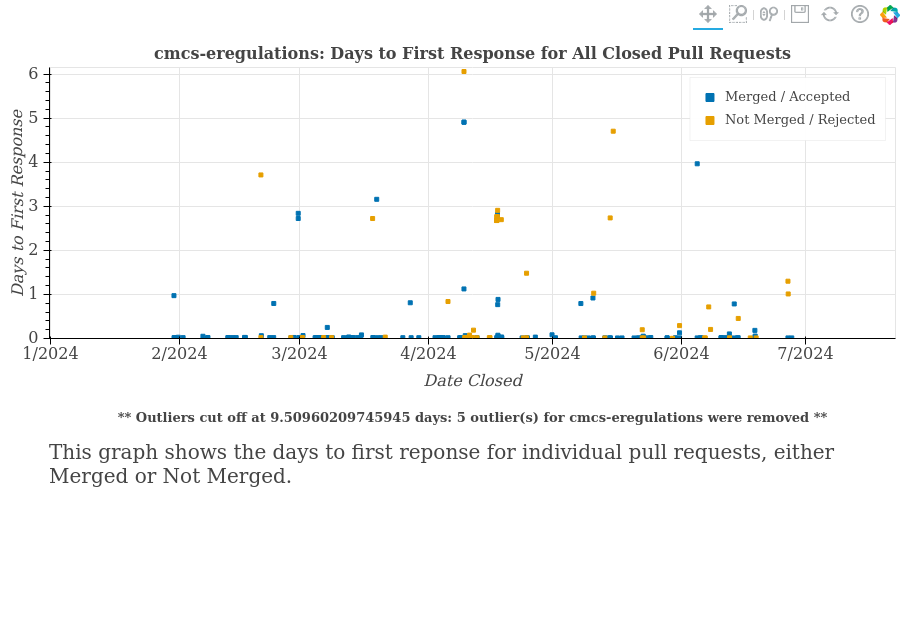 cmcs-eregulations: Days to First Response for All Closed Pull Requests
Merged / Accepted
Not Merged / Rejected
Days to First Response
6
5
4
3
2
1
0
1/2024 2/2024 3/2024 4/2024 5/2024 6/2024 7/2024
Date Closed
** Outliers cut off at 9.50960209745945 days: 5 outlier(s) for cmcs-eregulations were removed **
This graph shows the days to first reponse for individual pull requests, either
Merged or Not Merged.